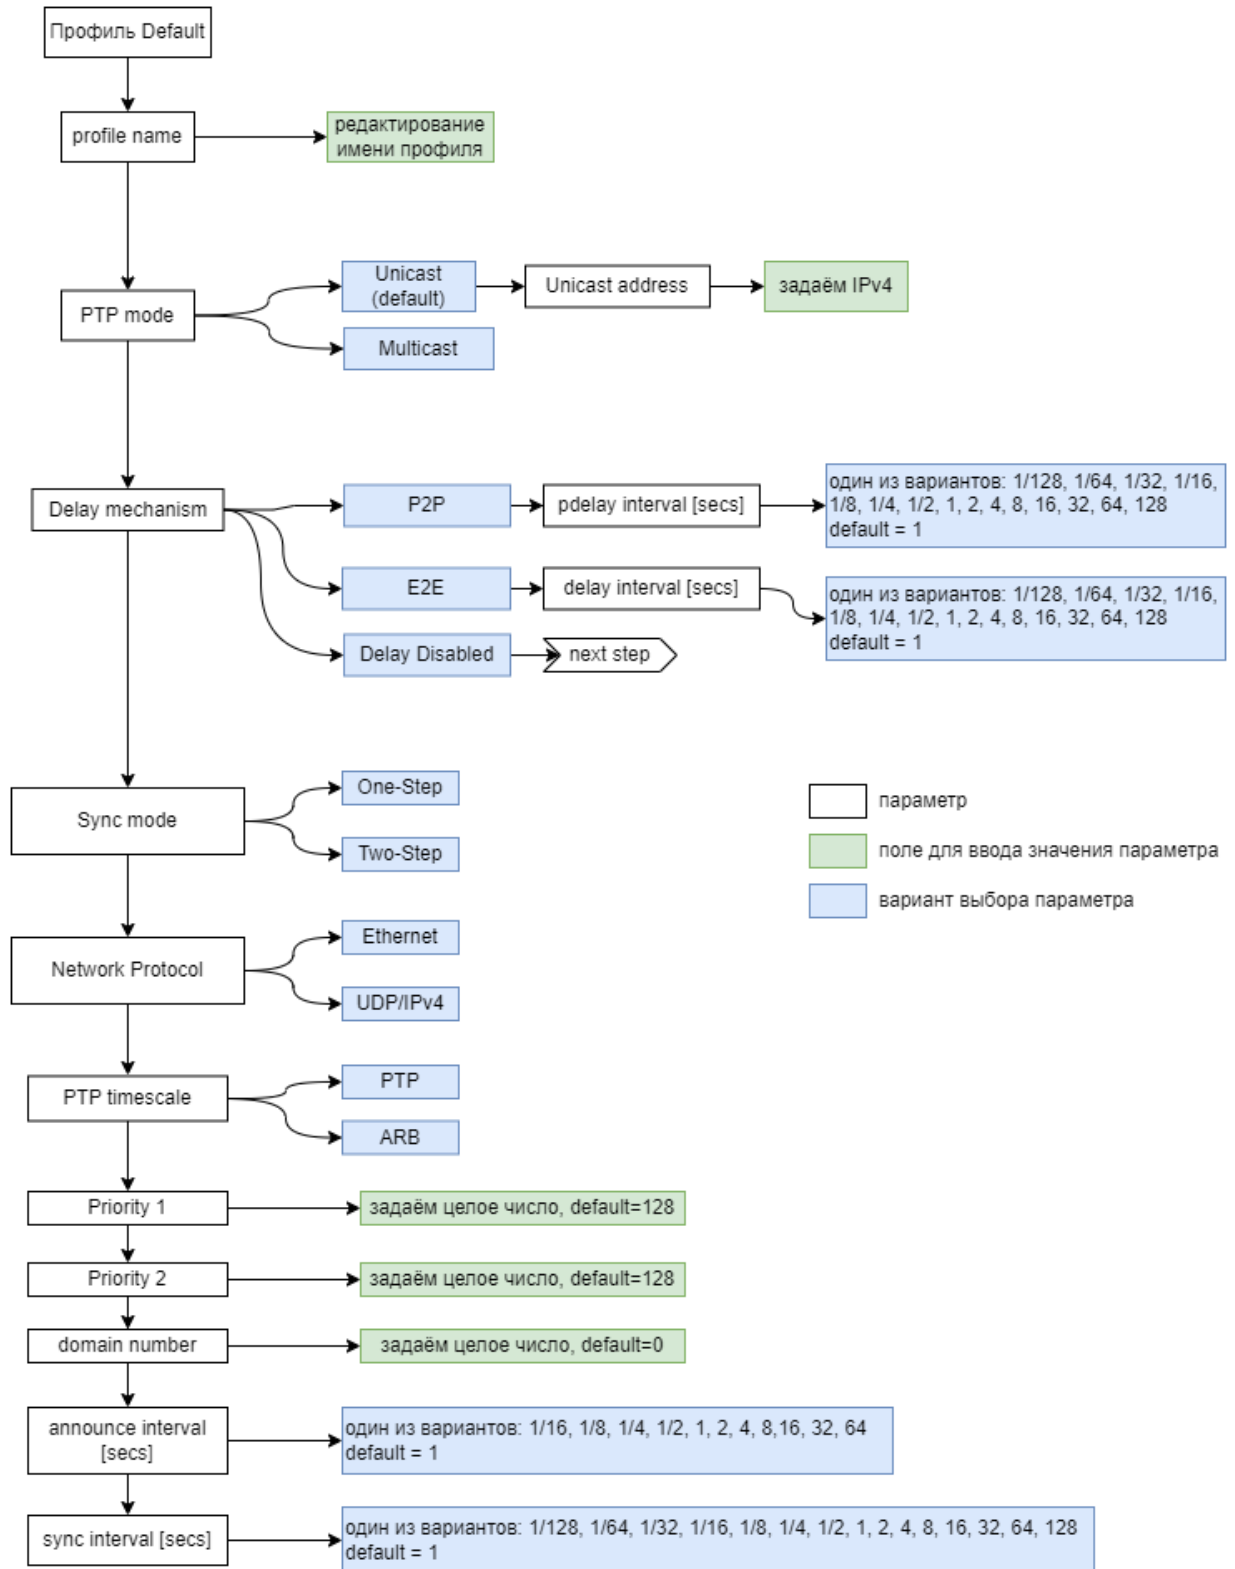 Профиль Default
profile name
редактирование
имени профиля
PTP mode
Unicast
(default)
Unicast address
задаём IPv4
Multicast
Delay mechanism
P2P
pdelay interval [secs]
один из вариантов: 1/128, 1/64, 1/32, 1/16,
1/8, 1/4, 1/2, 1, 2, 4, 8, 16, 32, 64, 128
default = 1
E2E
delay interval [secs]
один из вариантов: 1/128, 1/64, 1/32, 1/16,
1/8, 1/4, 1/2, 1, 2, 4, 8, 16, 32, 64, 128
default = 1
Delay Disabled
next step
Sync mode
One-Step
Two-Step
параметр
поле для ввода значения параметра
вариант выбора параметра
Network Protocol
Ethernet
UDP/IPv4
PTP timescale
PTP
ARB
Priority 1
задаём целое число, default=128
Priority 2
задаём целое число, default=128
domain number
задаём целое число, default=0
announce interval
[secs]
один из вариантов: 1/16, 1/8, 1/4, 1/2, 1, 2, 4, 8,16, 32, 64
default = 1
sync interval [secs]
один из вариантов: 1/128, 1/64, 1/32, 1/16, 1/8, 1/4, 1/2, 1, 2, 4, 8, 16, 32, 64, 128
default = 1